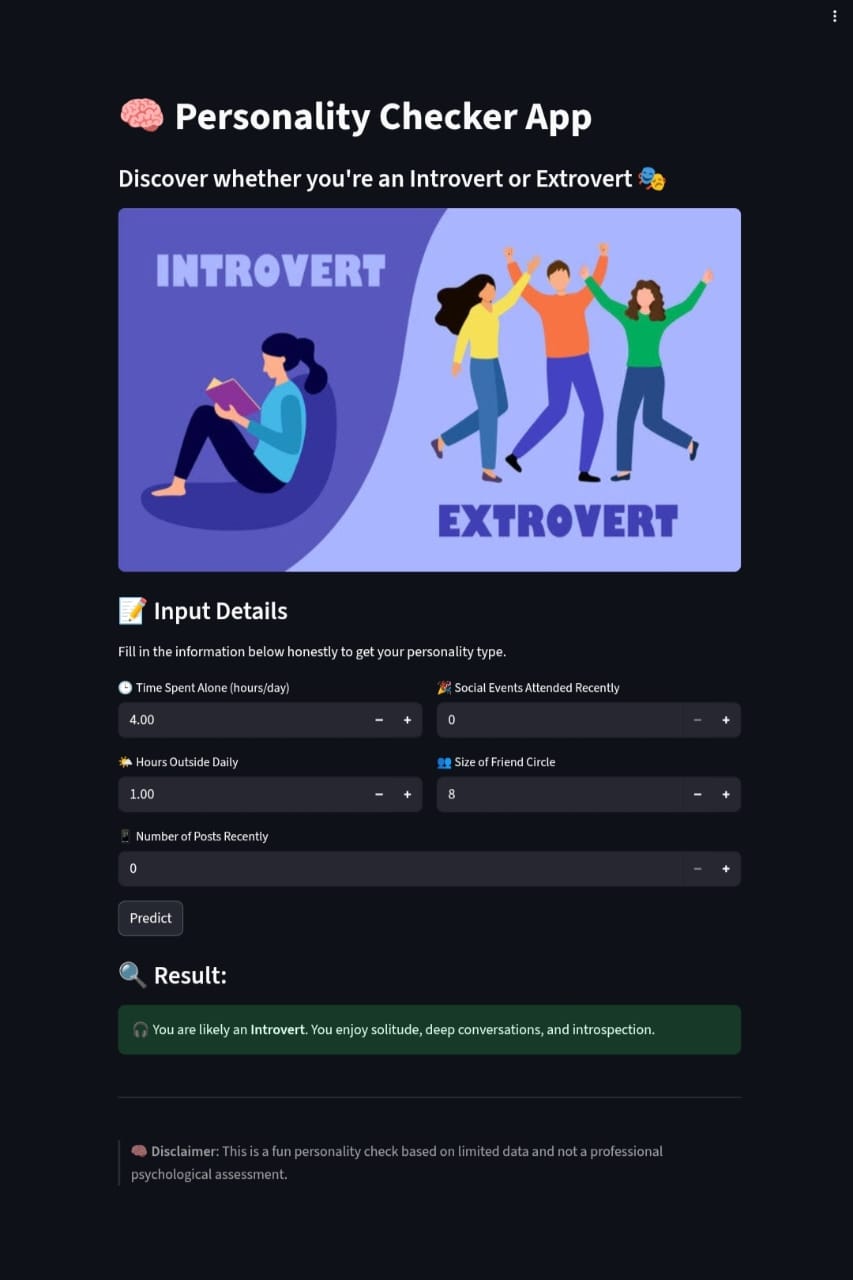 🧠 Personality Checker App
Discover whether you're an Introvert or Extrovert 🎭
INTROVERT
EXTROVERT
📝 Input Details
Fill in the information below honestly to get your personality type.
🕒 Time Spent Alone (hours/day)
4.00
🎉 Social Events Attended Recently
0
🌤️ Hours Outside Daily
1.00
👥 Size of Friend Circle
8
📱 Number of Posts Recently
0
Predict
🔍 Result:
🎧 You are likely an Introvert. You enjoy solitude, deep conversations, and introspection.
🧠 Disclaimer: This is a fun personality check based on limited data and not a professional
psychological assessment.